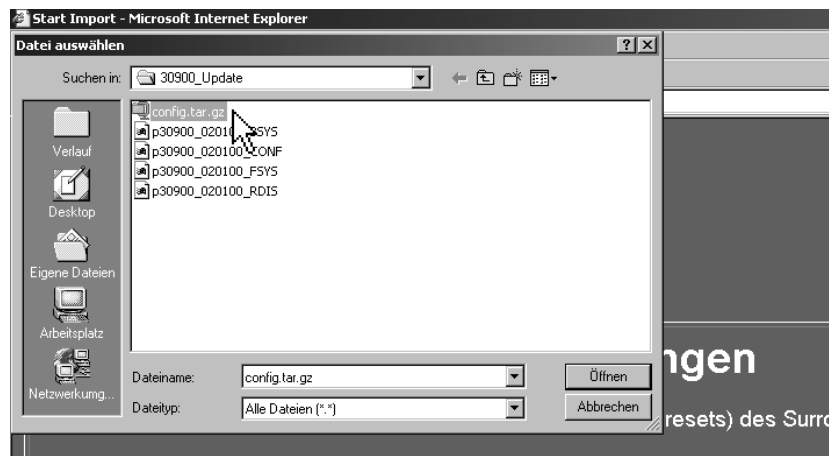 Start Import - Microsoft Internet Explorer
Datei auswählen
Suchen in:
30900_Update
Verlauf
Desktop
Eigene Dateien
Arbeitsplatz
Netzwerkumg...
config.tar.gz
p30900_020100_CONF
p30900_020100_FSYS
p30900_020100_RDIS
Dateiname:
config.tar.gz
Öffnen
Dateityp:
Alle Dateien (*.*)
Abbrechen
ngen
resets) des Surro